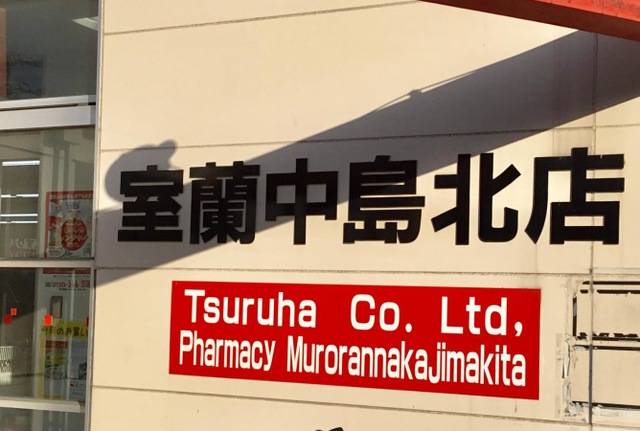 室蘭中島北店
Tsuruha Co. Ltd,
Pharmacy Murorannakajimakita